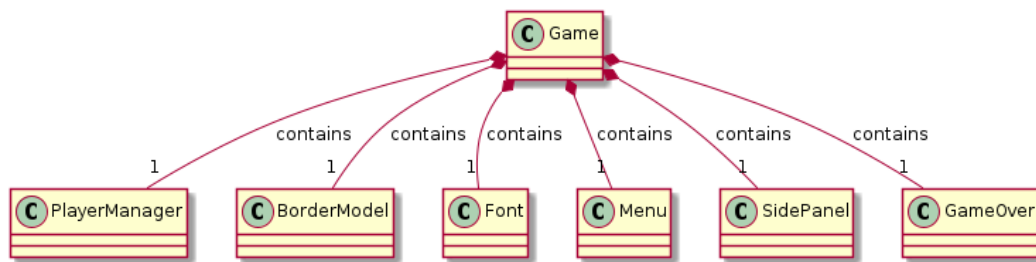 C Game
contains contains contains contains contains contains
1 1 1 1 1 1
C PlayerManager C BorderModel C Font C Menu C SidePanel C GameOver